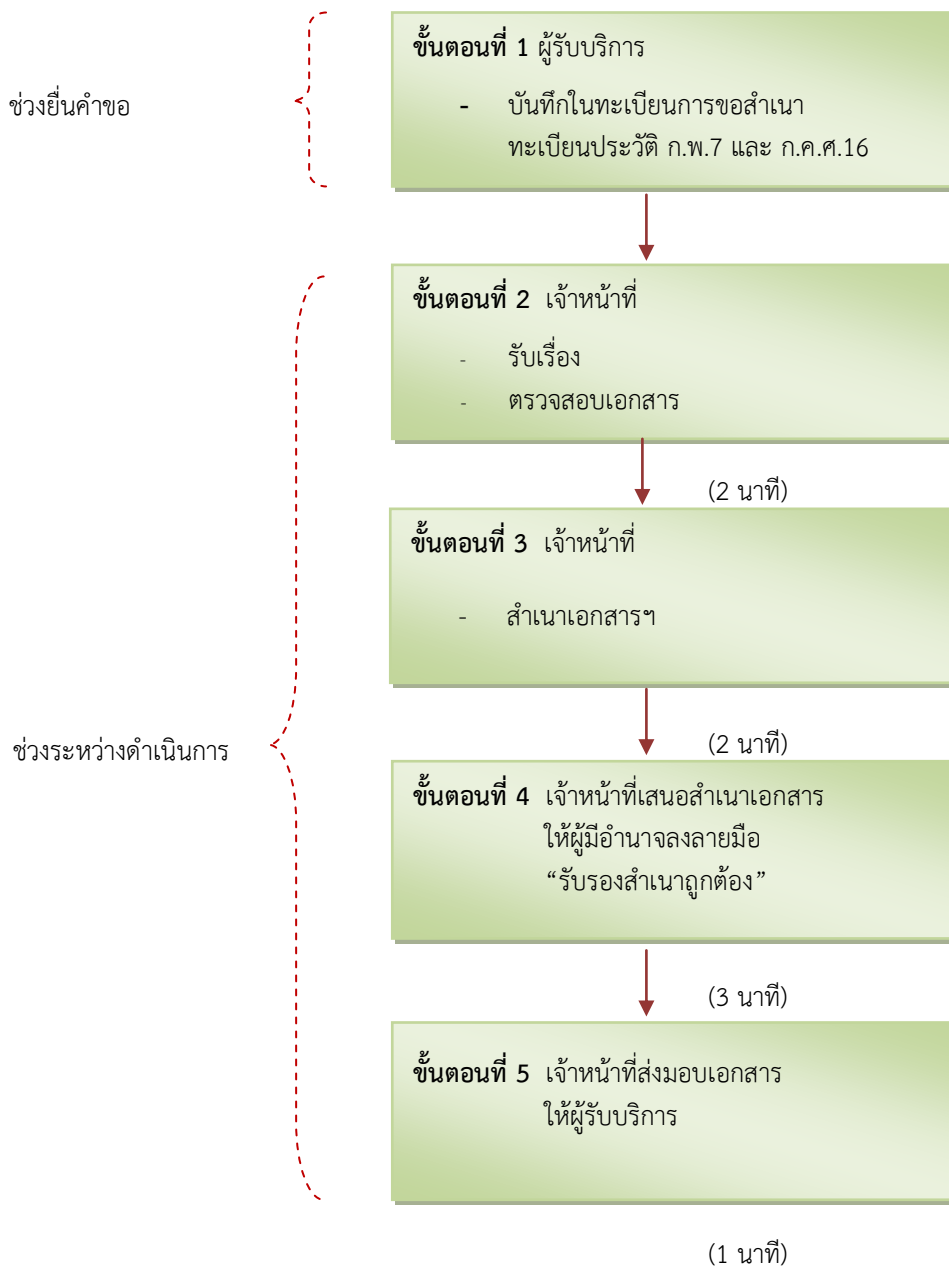 ช่วงยื่นคำขอ
ขั้นตอนที่ 1 ผู้รับบริการ
- บันทึกในทะเบียนการขอสำเนา
ทะเบียนประวัติ ก.พ.7 และ ก.ค.ศ.16
ขั้นตอนที่ 2 เจ้าหน้าที่
- รับเรื่อง
- ตรวจสอบเอกสาร
(2 นาที)
ขั้นตอนที่ 3 เจ้าหน้าที่
- สำเนาเอกสารฯ
(2 นาที)
ช่วงระหว่างดำเนินการ
ขั้นตอนที่ 4 เจ้าหน้าที่เสนอสำเนาเอกสาร
ให้ผู้มีอำนาจลงลายมือ
“รับรองสำเนาถูกต้อง”
(3 นาที)
ขั้นตอนที่ 5 เจ้าหน้าที่ส่งมอบเอกสาร
ให้ผู้รับบริการ
(1 นาที)